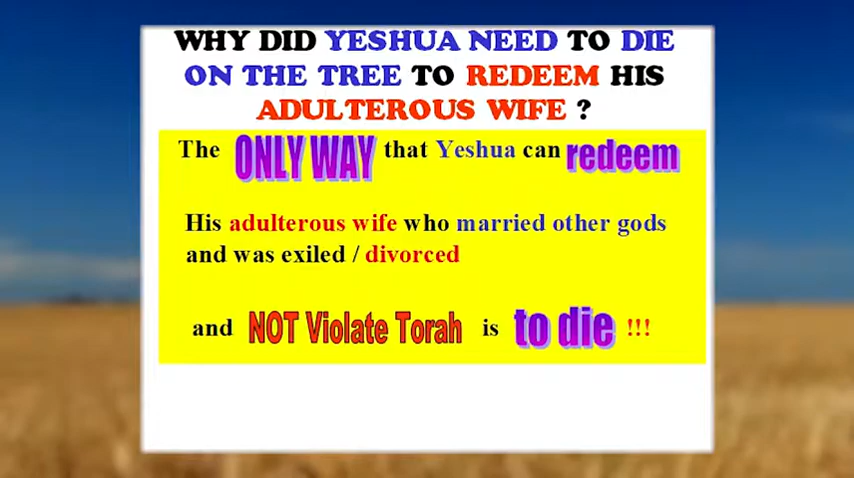 WHY DID YESHUA NEED TO DIE
ON THE TREE TO REDEEM HIS
ADULTEROUS WIFE ?
The ONLY WAY that Yeshua can redeem
His adulterous wife who married other gods
and was exiled / divorced
and NOT Violate Torah is to die !!!